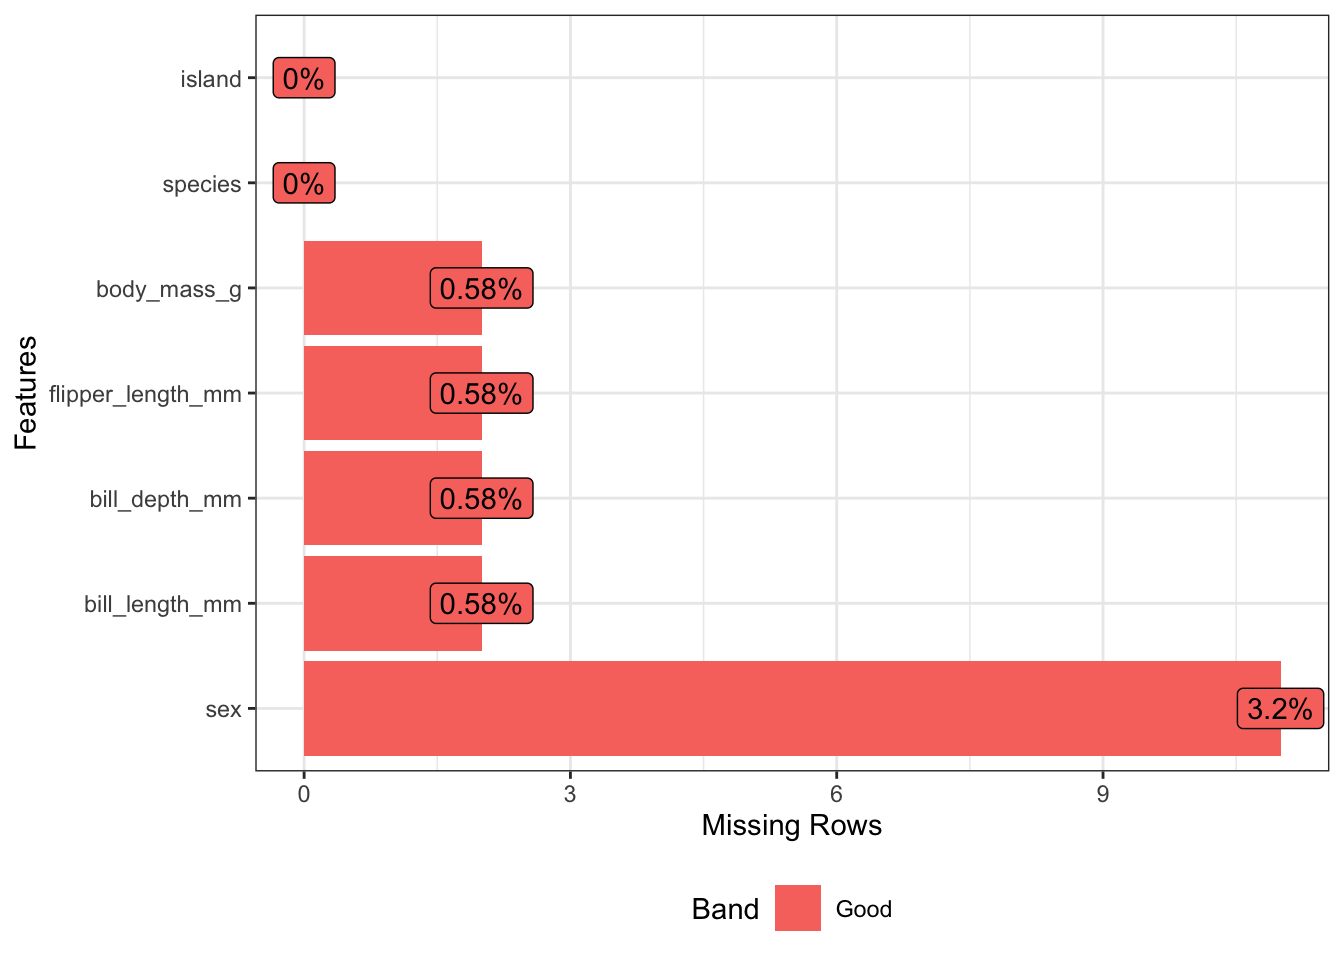 Features
island 0%
species 0%
body_mass_g 0.58%
flipper_length_mm 0.58%
bill_depth_mm 0.58%
bill_length_mm 0.58%
sex 3.2%
0 3 6 9
Missing Rows
Band Good